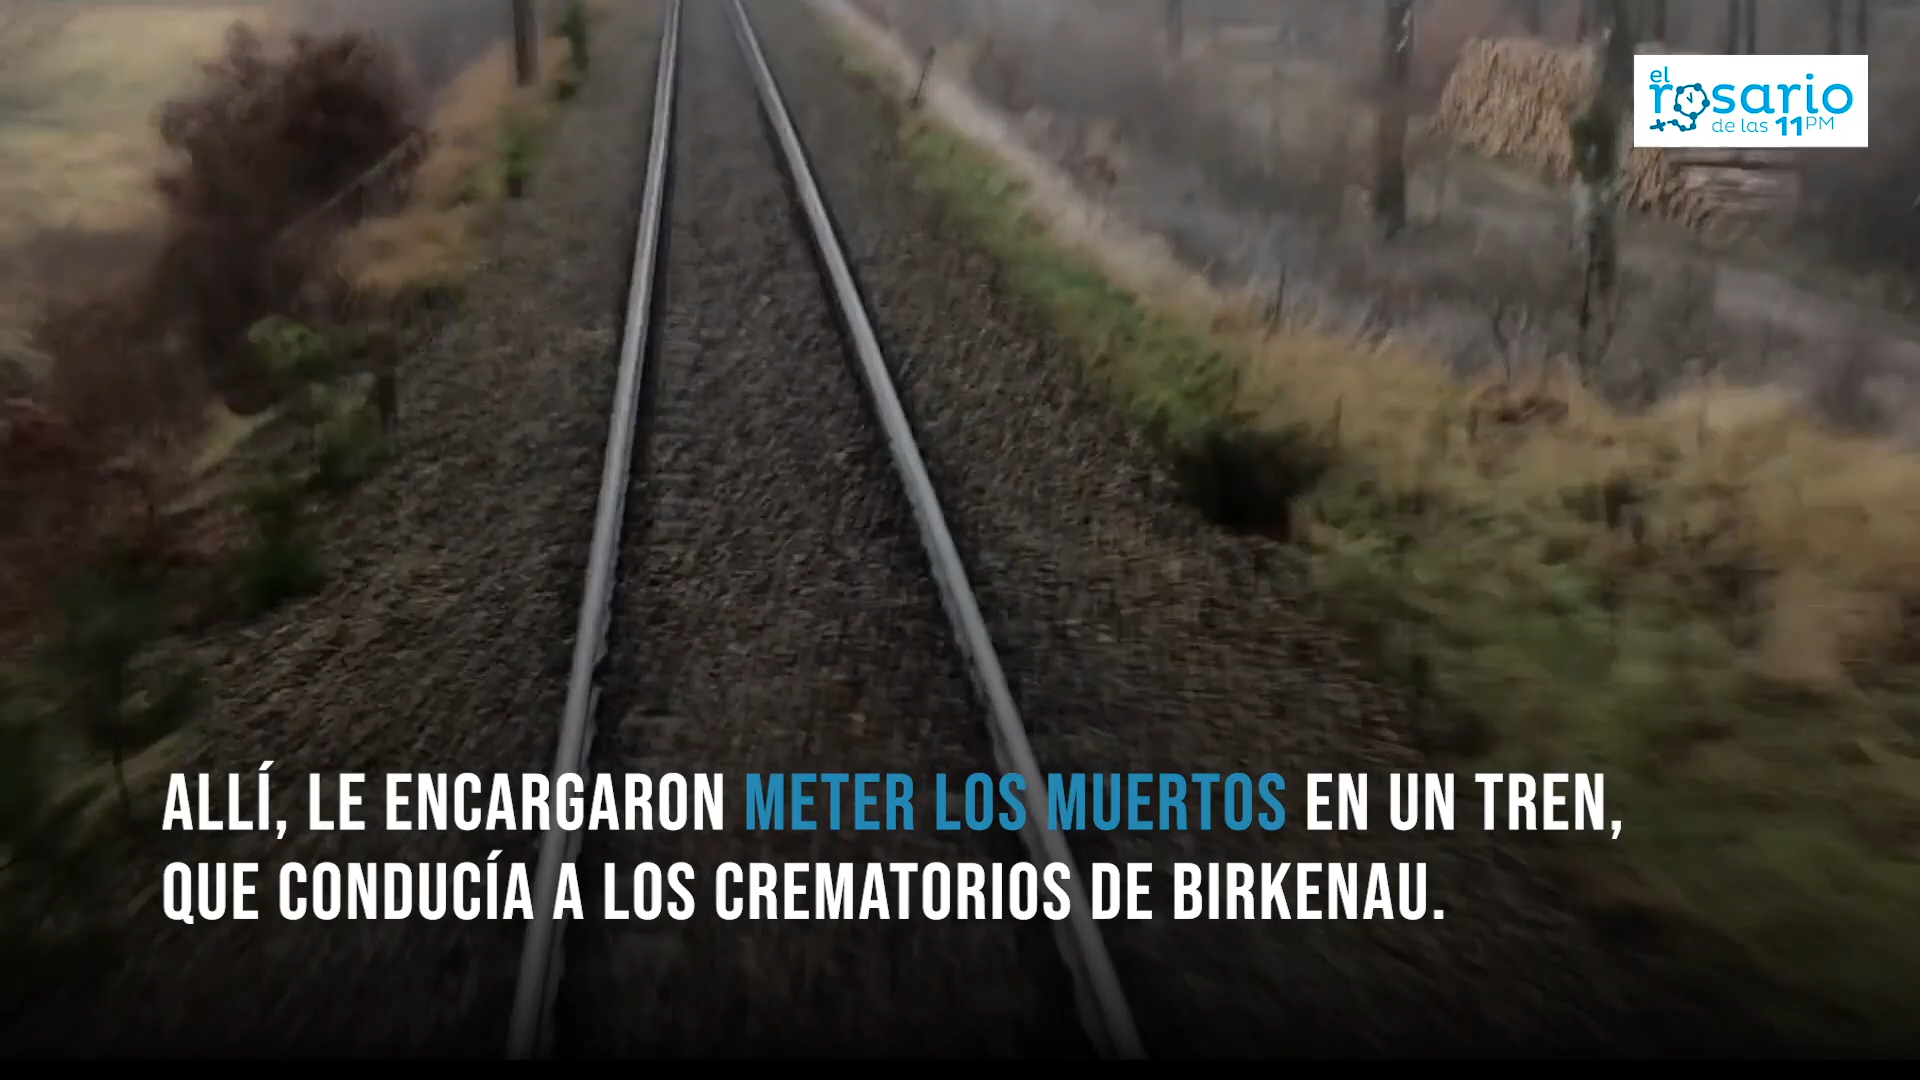 el
rosario
de las 11PM
ALLÍ, LE ENCARGARON METER LOS MUERTOS EN UN TREN,
QUE CONDUCÍA A LOS CREMATORIOS DE BIRKENAU.